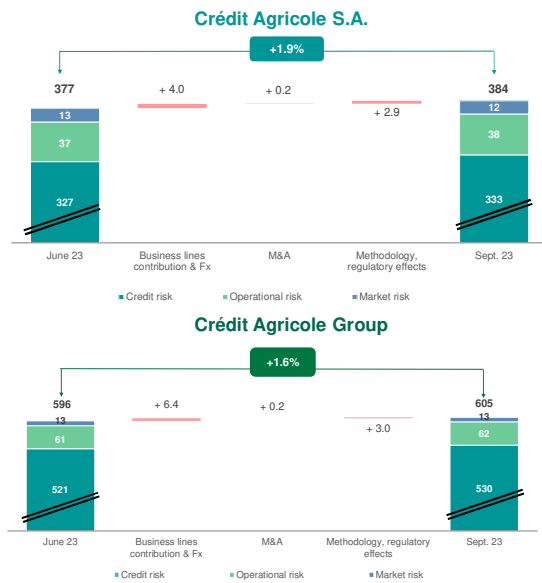 Crédit Agricole S.A.
+1.9%
377
+ 4.0
+ 0.2
+ 2.9
384
13
12
37
38
327
333
June 23
Business lines
contribution & Fx
M&A
Methodology,
regulatory effects
Sept. 23
Credit risk
Operational risk
Market risk
Crédit Agricole Group
+1.6%
596
+ 6.4
+ 0.2
+ 3.0
605
13
13
61
62
521
530
June 23
Business lines
contribution & Fx
M&A
Methodology, regulatory
effects
Sept. 23
Credit risk
Operational risk
Market risk